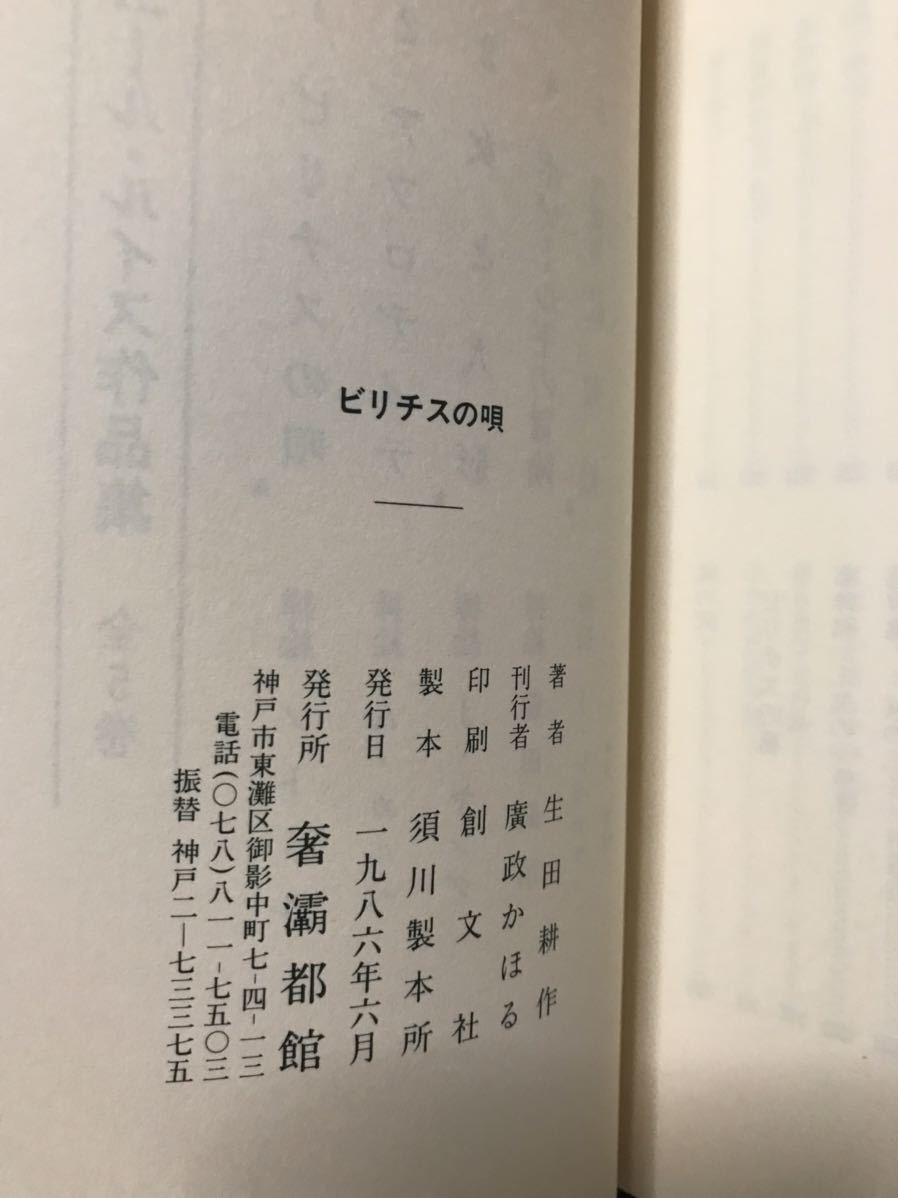 ビリチスの唄
著者 生田耕作
刊行者 廣政かほる
印刷 創文社
製本 須川製本所
発行日 一九八六年六月
発行所 奢灞都館
神戸市東灘区御影中町七-四-一三
電話(〇七八)八一一-七五〇三
振替 神戸二―七三三七五